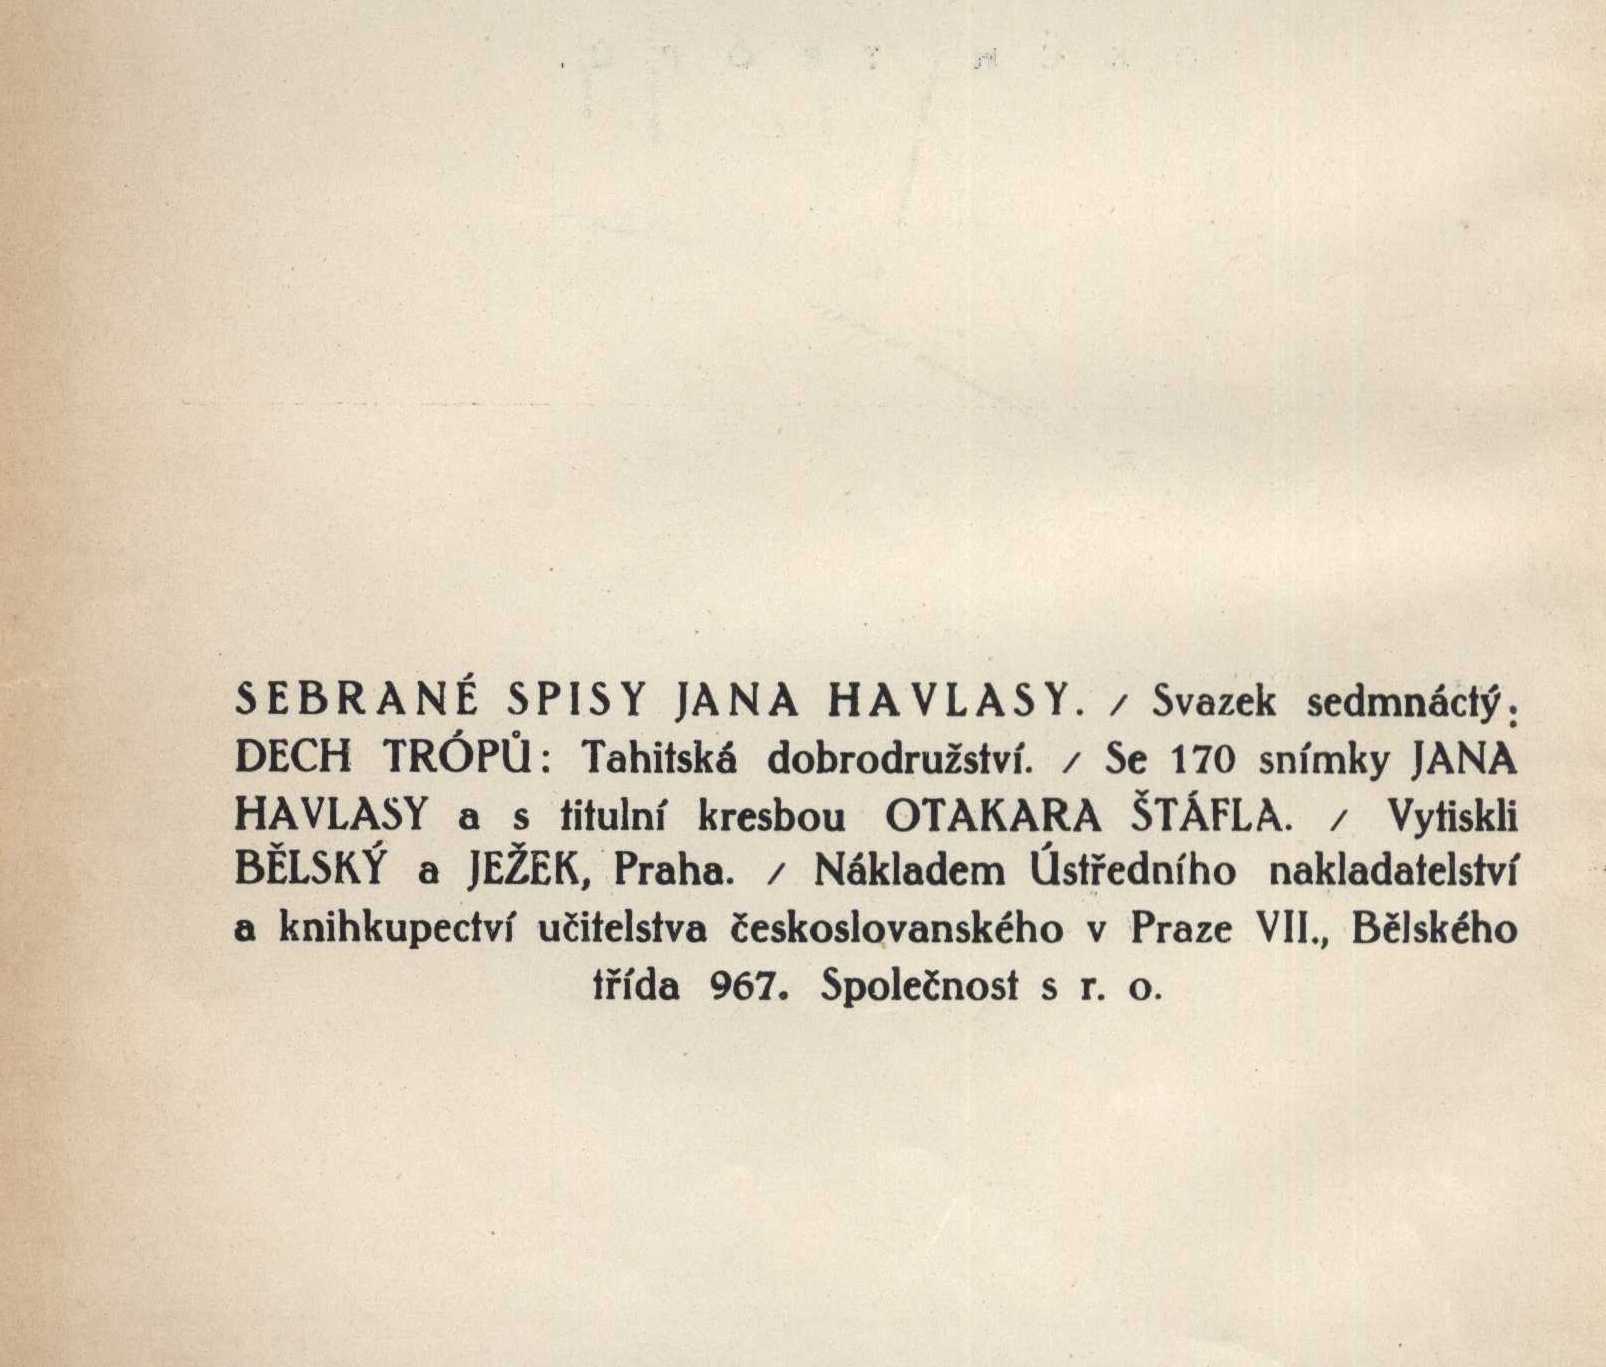 SEBRANÉ SPISY JANA HAVLASY. / Svazek sedmnáctý:
DECH TRÓPŮ: Tahitská dobrodružství. / Se 170 snímky JANA
HAVLASY a s titulní kresbou OTAKARA ŠTÁFLA. / Vytiskli
BĚLSKÝ a JEŽEK, Praha. / Nákladem Ústředního nakladatelství
a knihkupectví učitelstva českoslovanského v Praze VII., Bělského
třída 967. Společnost s r. o.